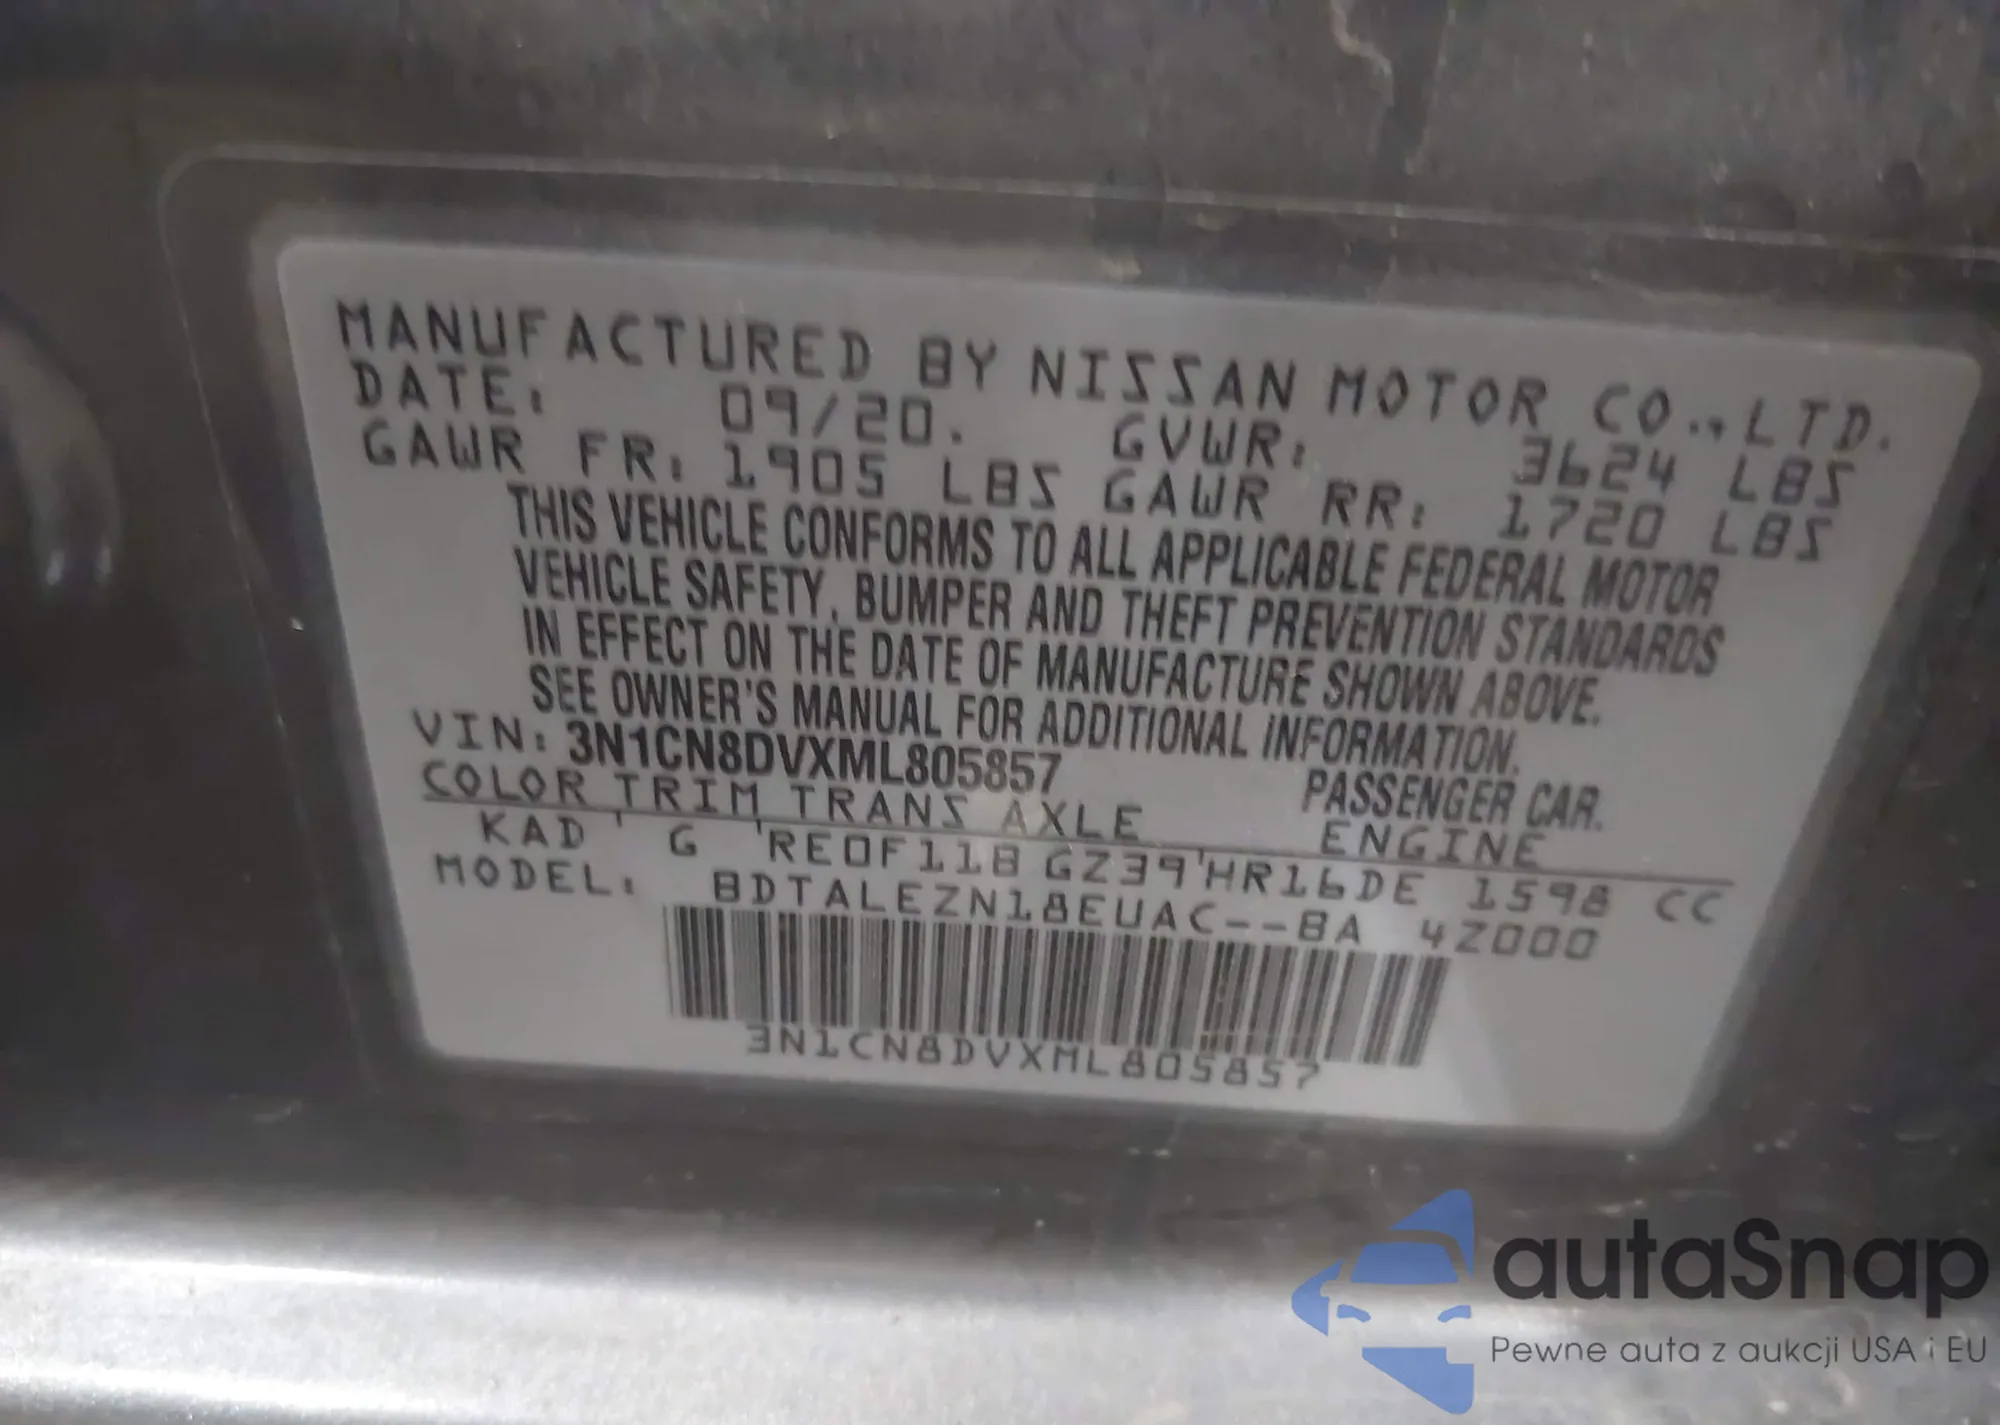 MANUFACTURED BY NISSAN MOTOR CO., LTD.
DATE: 09/20. GVWR: 3624 LBS
GAWR FR: 1905 LBS GAWR RR: 1720 LBS
THIS VEHICLE CONFORMS TO ALL APPLICABLE FEDERAL MOTOR
VEHICLE SAFETY, BUMPER AND THEFT PREVENTION STANDARDS
IN EFFECT ON THE DATE OF MANUFACTURE SHOWN ABOVE.
SEE OWNER'S MANUAL FOR ADDITIONAL INFORMATION.
VIN: 3N1CN8DVXML805857 PASSENGER CAR.
COLOR TRIM TRANS AXLE ENGINE
KAD G RE0F11B GZ39 HR16DE 1598 CC
MODEL: BDTALEZN18EUAC--BA 4Z000
3N1CN8DVXML805857
autaSnap
Pewne auta z aukcji USA i EU